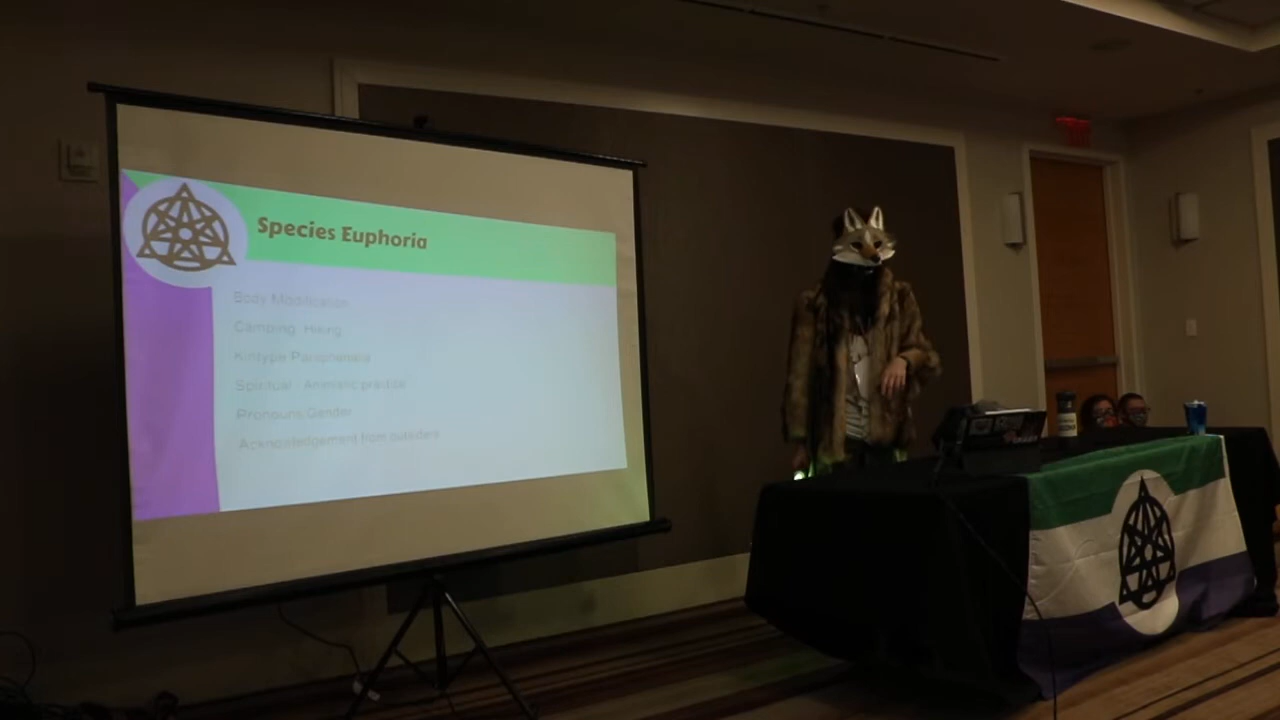 Species Euphoria
Body Modification
Camping, Hiking
Kintype Paraphernalia
Spiritual / Animistic practice
Pronouns Gender
Acknowledgement from outsiders